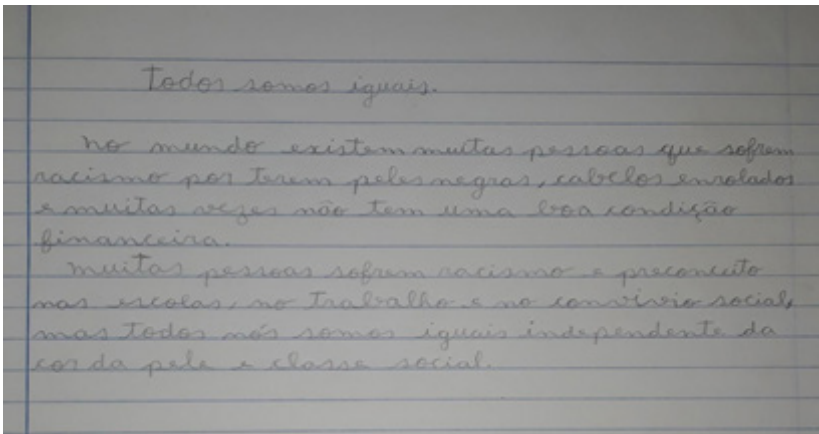 Todos somos iguais.
No mundo existem muitas pessoas que sofrem
racismo por terem peles negras, cabelos enrolados
e muitas vezes não tem uma boa condição
financeira.
Muitas pessoas sofrem racismo e preconceito
nas escolas, no trabalho e no convívio social,
mas todos nós somos iguais independente da
cor da pele e classe social.